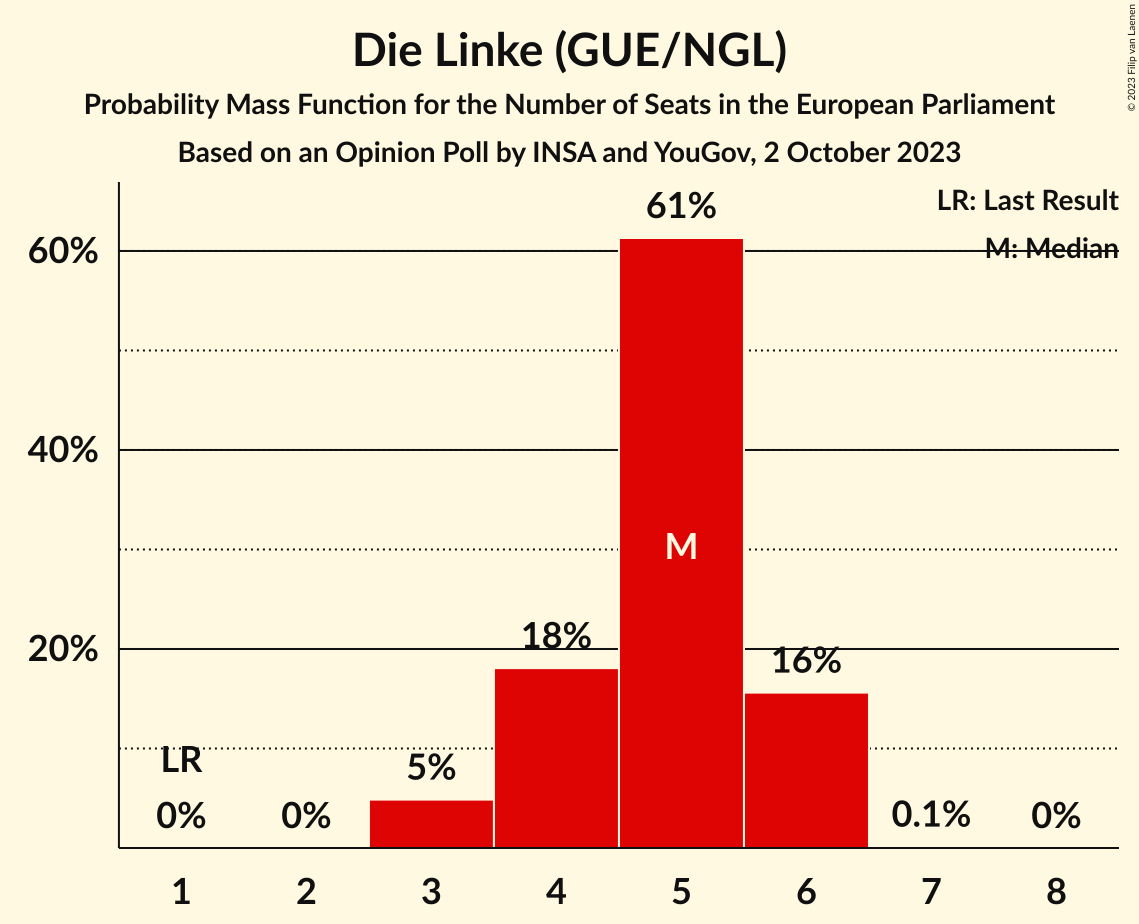 Die Linke (GUE/NGL)
Probability Mass Function for the Number of Seats in the European Parliament
Based on an Opinion Poll by INSA and YouGov, 2 October 2023
© 2023 Filip van Laenen
LR: Last Result
M: Median
61%
60%
40%
M
18%
20%
16%
LR
5%
0%
0%
0.1%
0%
1
2
3
4
5
6
7
8